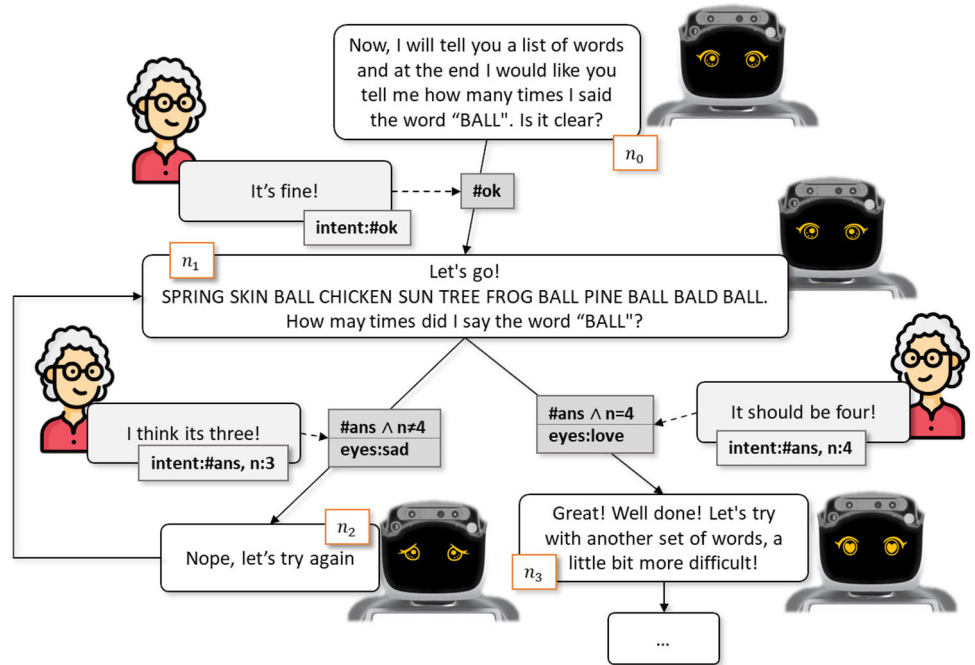 Now, I will tell you a list of words
and at the end I would like you
tell me how many times I said
the word “BALL". Is it clear?
n₀
It’s fine!
intent:#ok
#ok
n₁
Let's go!
SPRING SKIN BALL CHICKEN SUN TREE FROG BALL PINE BALL BALD BALL.
How may times did I say the word “BALL"?
I think its three!
intent:#ans, n:3
#ans ∧ n≠4
eyes:sad
#ans ∧ n=4
eyes:love
It should be four!
intent:#ans, n:4
n₂
Nope, let’s try again
Great! Well done! Let's try
with another set of words, a
little bit more difficult!
n₃
...